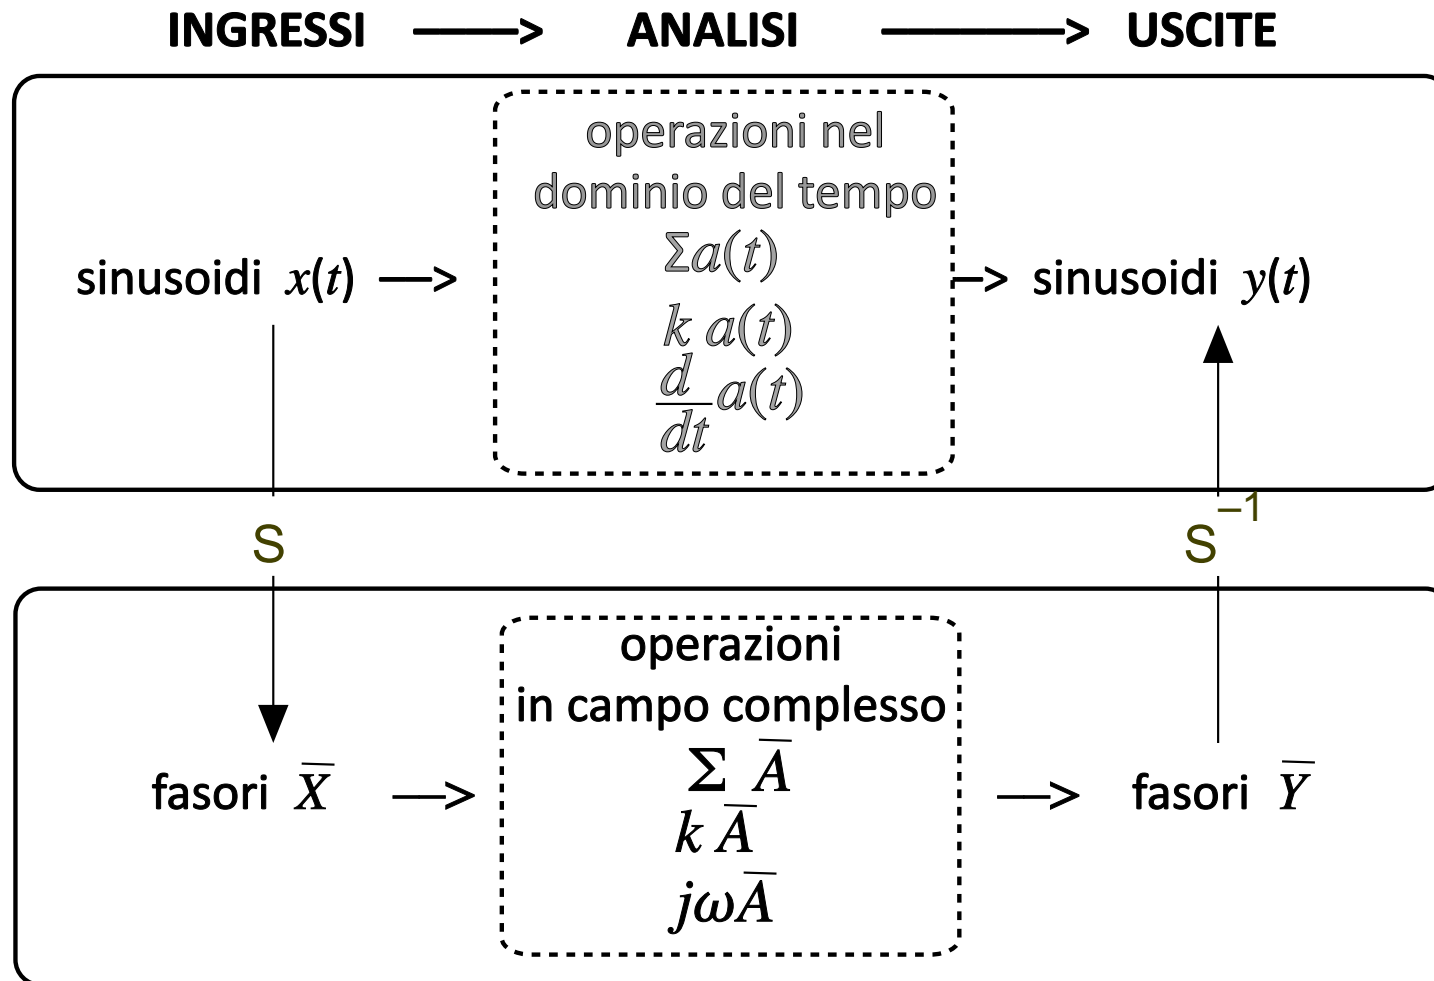 INGRESSI —> ANALISI —> USCITE
operazioni nel
dominio del tempo
Σa(t)
sinusoidi x(t) —> —> sinusoidi y(t)
k a(t)
d/dt a(t)
S S⁻¹
operazioni
in campo complesso
Σ A̅
fasori X̅ —> —> fasori Y̅
k A̅
jωA̅